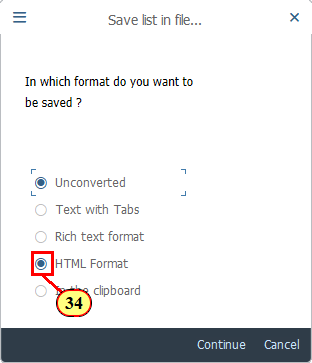 Save list in file...
In which format do you want to
be saved ?
Unconverted
Text with Tabs
Rich text format
HTML Format
In the clipboard
34
Continue Cancel